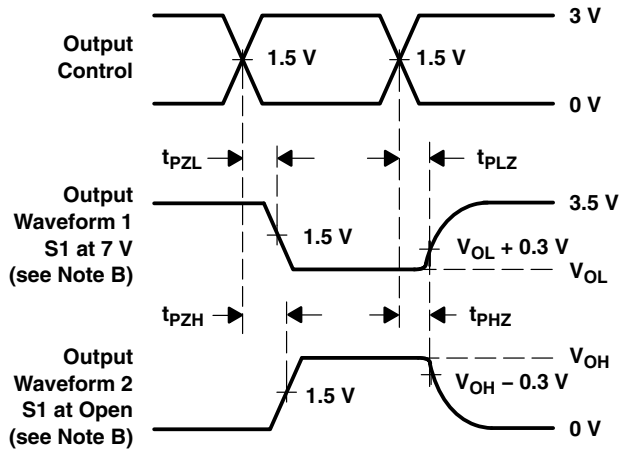 3 V
Output
Control
1.5 V
1.5 V
0 V
tPZL
tPLZ
Output
Waveform 1
S1 at 7 V
(see Note B)
3.5 V
1.5 V
VOL + 0.3 V
VOL
tPZH
tPHZ
Output
Waveform 2
S1 at Open
(see Note B)
VOH
1.5 V
VOH − 0.3 V
0 V